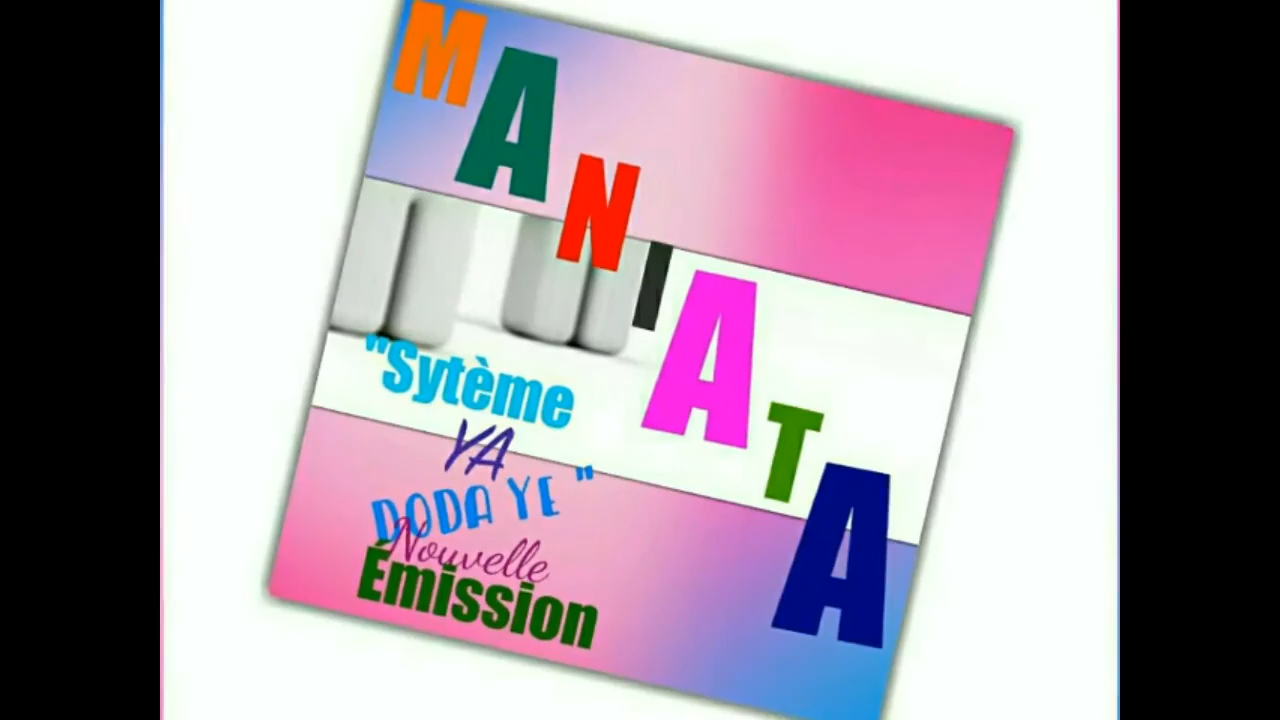 MANIATA
"Sytème
YA
DODA YE "
Nouvelle
Émission